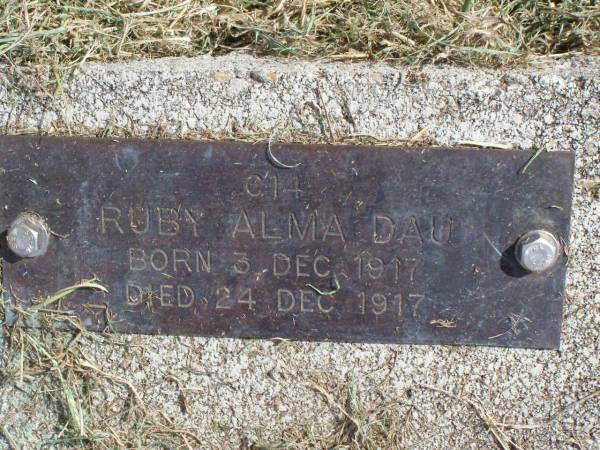 C14
RUBY ALMA DAU
BORN 3 DEC 1917
DIED 24 DEC 1917